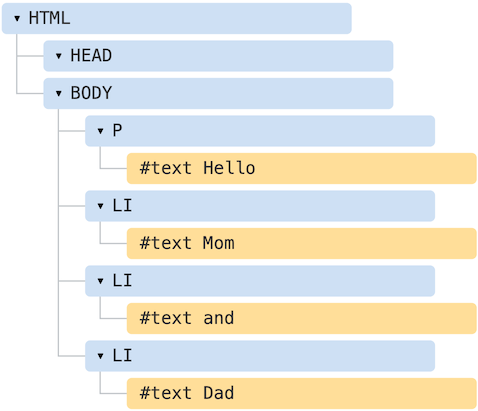 ▾ HTML
▾ HEAD
▾ BODY
▾ P
#text Hello
▾ LI
#text Mom
▾ LI
#text and
▾ LI
#text Dad